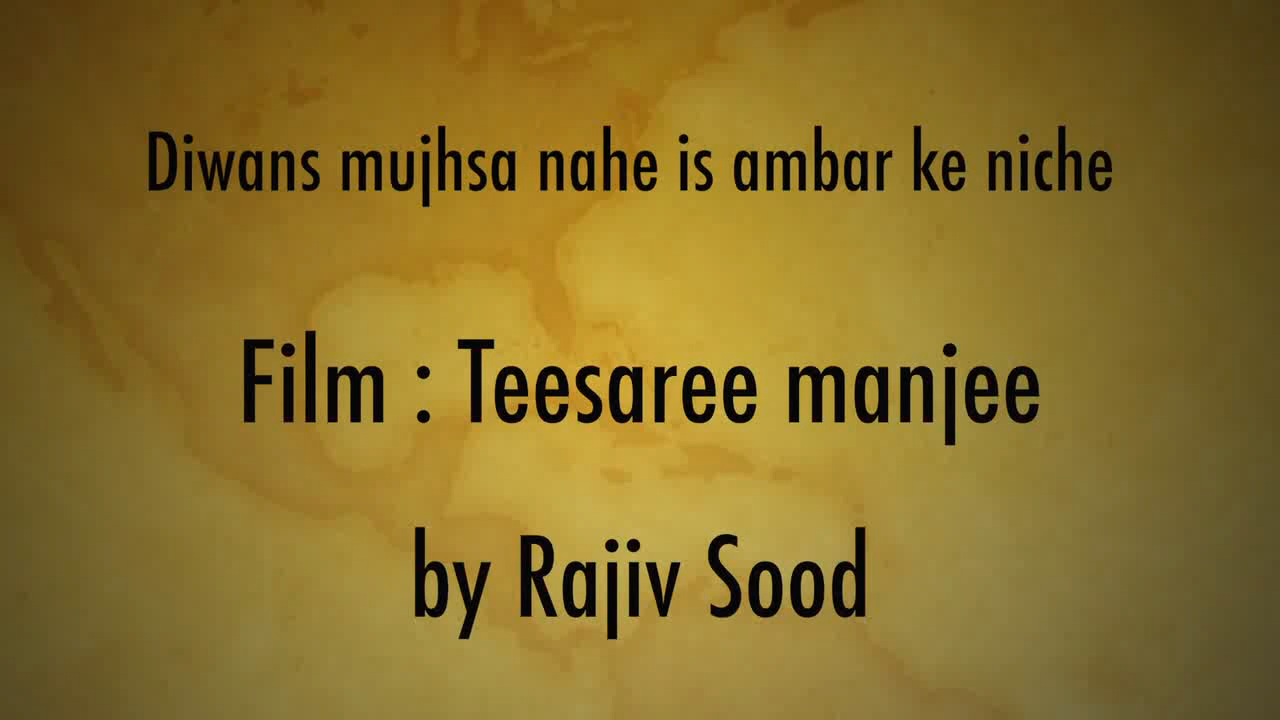 Diwans mujhsa nahe is ambar ke niche
Film : Teesaree manjee
by Rajiv Sood